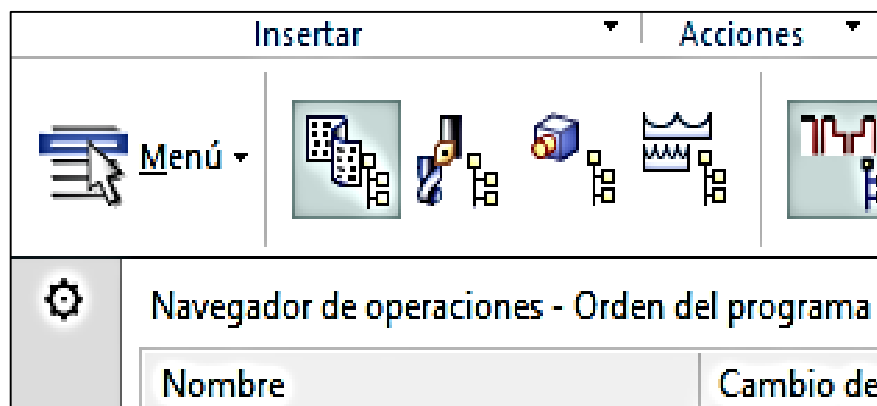 Insertar Acciones
Menú
Navegador de operaciones - Orden del programa
Nombre Cambio de